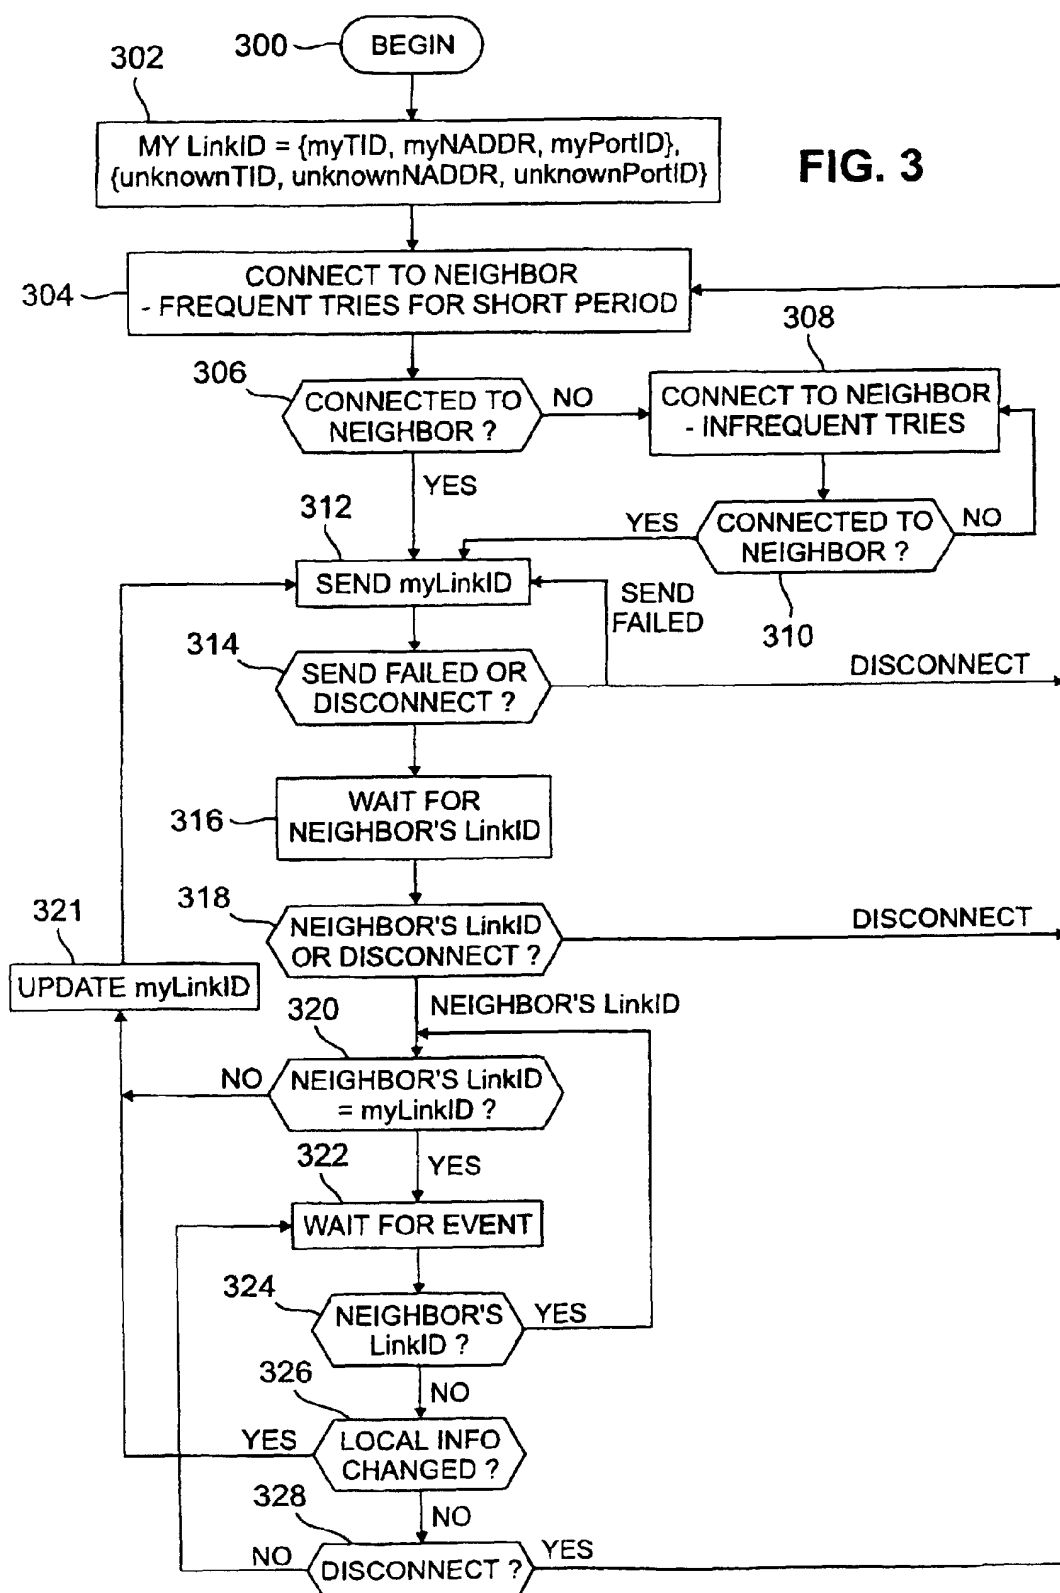 300
BEGIN
302
MY LinkID = {myTID, myNADDR, myPortID},
{unknownTID, unknownNADDR, unknownPortID}
FIG. 3
304
CONNECT TO NEIGHBOR
- FREQUENT TRIES FOR SHORT PERIOD
306
CONNECTED TO
NEIGHBOR ?
NO
308
CONNECT TO NEIGHBOR
- INFREQUENT TRIES
YES
312
YES
CONNECTED TO
NEIGHBOR ?
NO
310
SEND myLinkID
SEND
FAILED
314
SEND FAILED OR
DISCONNECT ?
DISCONNECT
316
WAIT FOR
NEIGHBOR'S LinkID
318
NEIGHBOR'S LinkID
OR DISCONNECT ?
DISCONNECT
321
UPDATE myLinkID
NEIGHBOR'S LinkID
320
NO
NEIGHBOR'S LinkID
= myLinkID ?
YES
322
WAIT FOR EVENT
324
NEIGHBOR'S
LinkID ?
YES
NO
326
YES
LOCAL INFO
CHANGED ?
NO
328
NO
DISCONNECT ?
YES